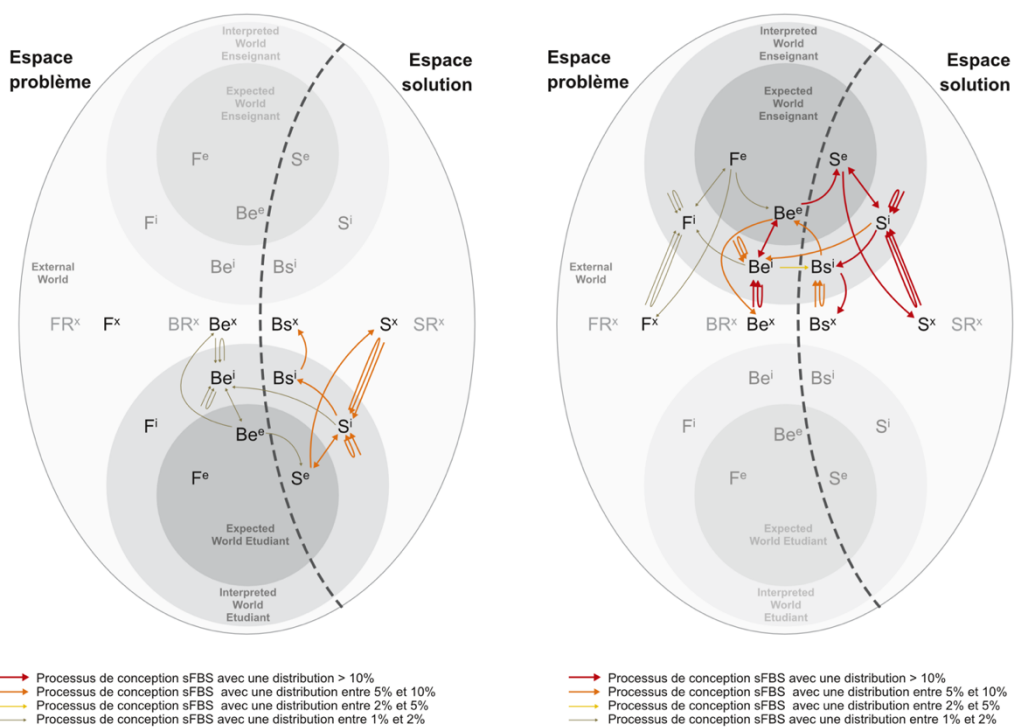 Espace
problème
Interpreted
World
Enseignant
Espace
solution
Expected
World
Enseignant
Fᵉ
Sᵉ
Beᵉ
Fⁱ
Sⁱ
Beⁱ
Bsⁱ
External
World
FRˣ
Fˣ
BRˣ
Beˣ
Bsˣ
Sˣ
SRˣ
Beⁱ
Bsⁱ
Fⁱ
Sⁱ
Beᵉ
Fᵉ
Sᵉ
Expected
World Etudiant
Interpreted
World
Etudiant
Processus de conception sFBS avec une distribution > 10%
Processus de conception sFBS avec une distribution entre 5% et 10%
Processus de conception sFBS avec une distribution entre 2% et 5%
Processus de conception sFBS avec une distribution entre 1% et 2%
Espace
problème
Interpreted
World
Enseignant
Espace
solution
Expected
World
Enseignant
Fᵉ
Sᵉ
Beᵉ
Fⁱ
Sⁱ
Beⁱ
Bsⁱ
External
World
FRˣ
Fˣ
BRˣ
Beˣ
Bsˣ
Sˣ
SRˣ
Beⁱ
Bsⁱ
Fⁱ
Sⁱ
Beᵉ
Fᵉ
Sᵉ
Expected
World Etudiant
Interpreted
World
Etudiant
Processus de conception sFBS avec une distribution > 10%
Processus de conception sFBS avec une distribution entre 5% et 10%
Processus de conception sFBS avec une distribution entre 2% et 5%
Processus de conception sFBS avec une distribution entre 1% et 2%